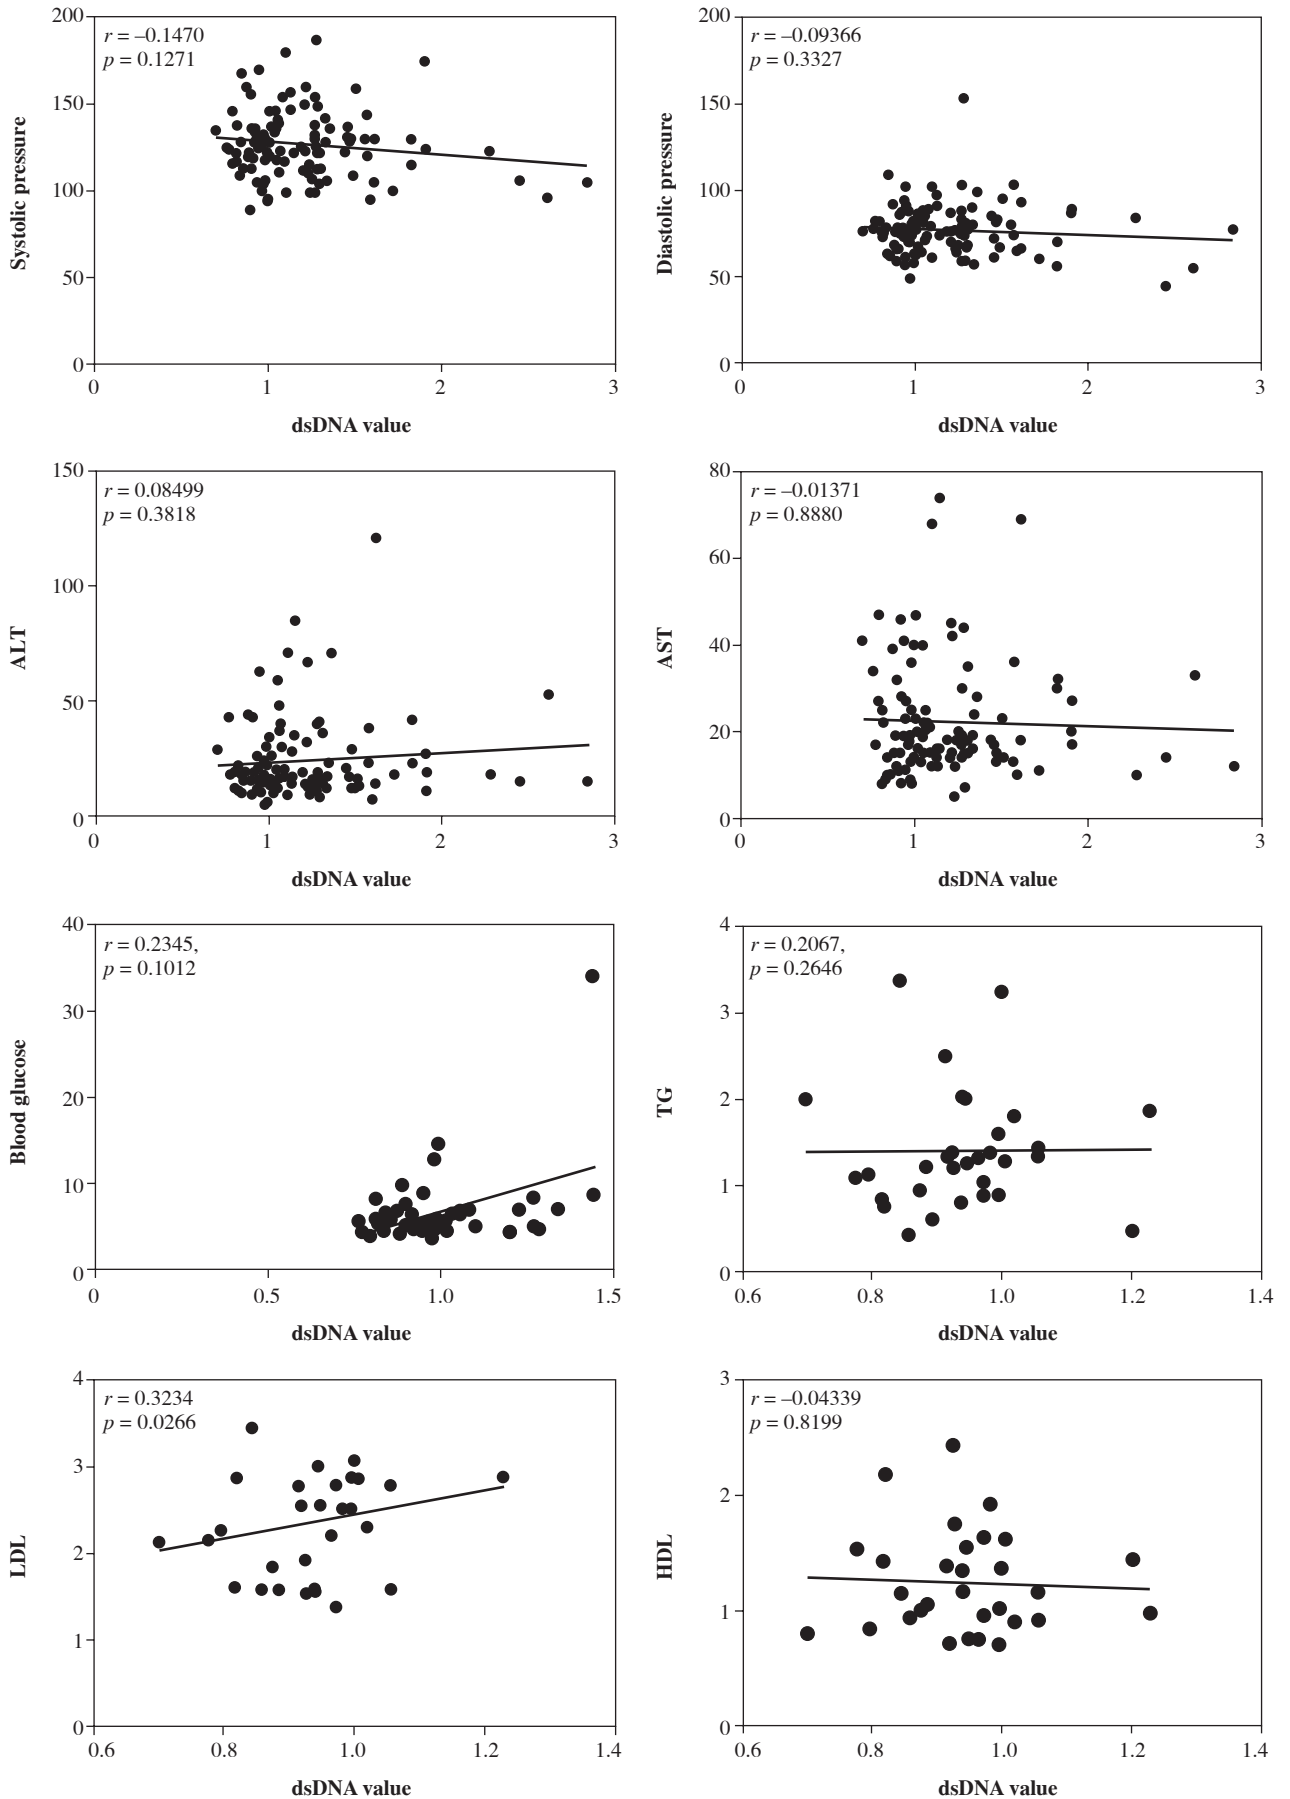 200
r = –0.1470
p = 0.1271
150
100
50
0
Systolic pressure
0 1 2 3
dsDNA value
200
r = –0.09366
p = 0.3327
150
100
50
0
Diastolic pressure
0 1 2 3
dsDNA value
150
r = 0.08499
p = 0.3818
100
50
0
ALT
0 1 2 3
dsDNA value
80
r = –0.01371
p = 0.8880
60
40
20
0
AST
0 1 2 3
dsDNA value
40
r = 0.2345,
p = 0.1012
30
20
10
0
Blood glucose
0 0.5 1.0 1.5
dsDNA value
4
r = 0.2067,
p = 0.2646
3
2
1
0
TG
0.6 0.8 1.0 1.2 1.4
dsDNA value
4
r = 0.3234
p = 0.0266
3
2
1
0
LDL
0.6 0.8 1.0 1.2 1.4
dsDNA value
3
r = –0.04339
p = 0.8199
2
1
0
HDL
0.6 0.8 1.0 1.2 1.4
dsDNA value